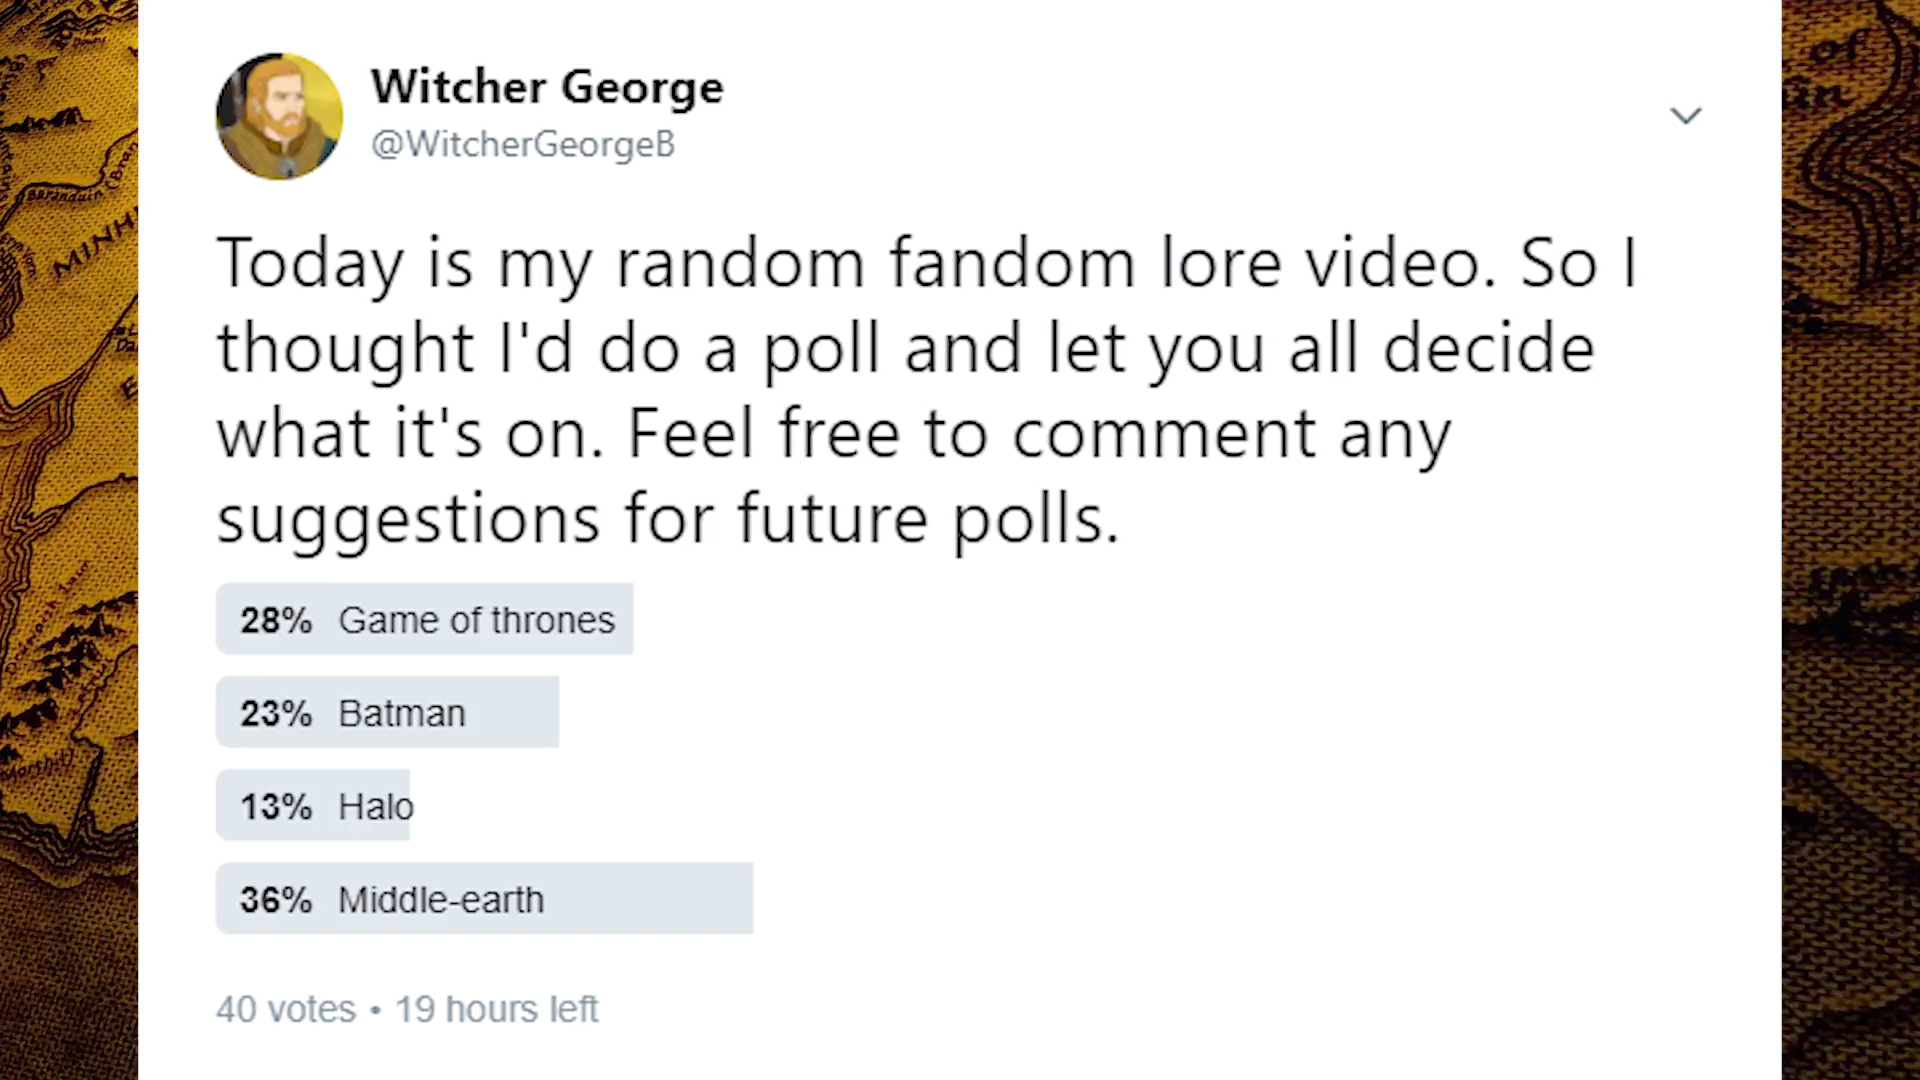 Witcher George
@WitcherGeorgeB
Today is my random fandom lore video. So I
thought I'd do a poll and let you all decide
what it's on. Feel free to comment any
suggestions for future polls.
28% Game of thrones
23% Batman
13% Halo
36% Middle-earth
40 votes • 19 hours left
MINH
Baranduin